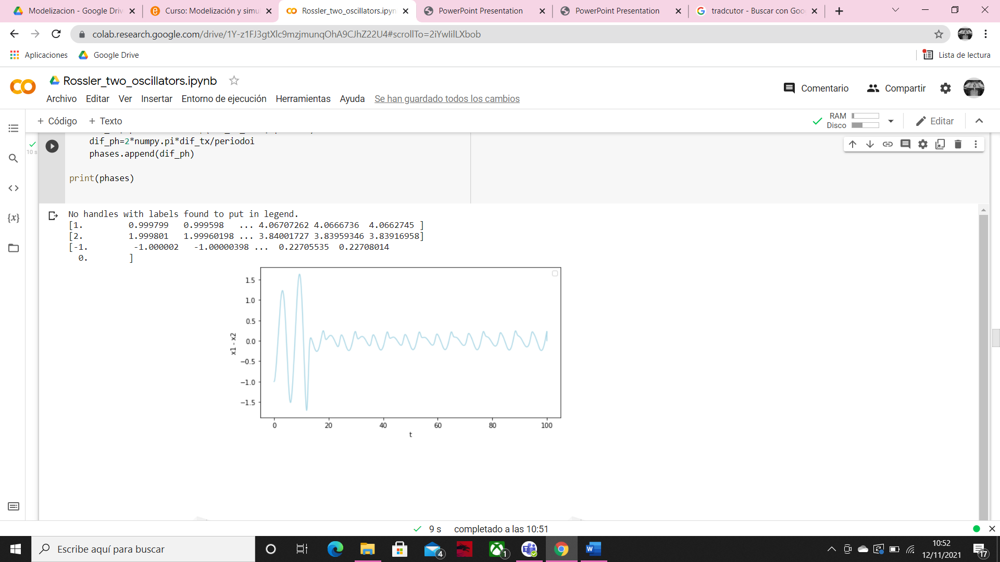 Modelizacion - Google Driv
Curso: Modelización y simul
Rossler_two_oscillators.ipyn
PowerPoint Presentation
PowerPoint Presentation
tradcutor - Buscar con Goo
colab.research.google.com/drive/1Y-z1FJ3gtXlc9mzjmunqOhA9CJhZ22U4#scrollTo=2iYwIilLXbob
Aplicaciones
Google Drive
Lista de lectura
Rossler_two_oscillators.ipynb
Comentario
Compartir
Archivo Editar Ver Insertar Entorno de ejecución Herramientas Ayuda Se han guardado todos los cambios
+ Código + Texto
RAM
Disco
Editar
10 s
dif_ph=2*numpy.pi*dif_tx/periodoi
phases.append(dif_ph)
print(phases)
{x}
No handles with labels found to put in legend.
[1. 0.999799 0.999598 ... 4.06707262 4.0666736 4.0662745 ]
[2. 1.999801 1.99960198 ... 3.84001727 3.83959346 3.83916958]
[-1. -1.000002 -1.00000398 ... 0.22705535 0.22708014
0. ]
1.5
1.0
0.5
0.0
−0.5
−1.0
−1.5
x1 - x2
0 20 40 60 80 100
t
9 s completado a las 10:51
Escribe aquí para buscar
4
1
W
10:52
12/11/2021
17